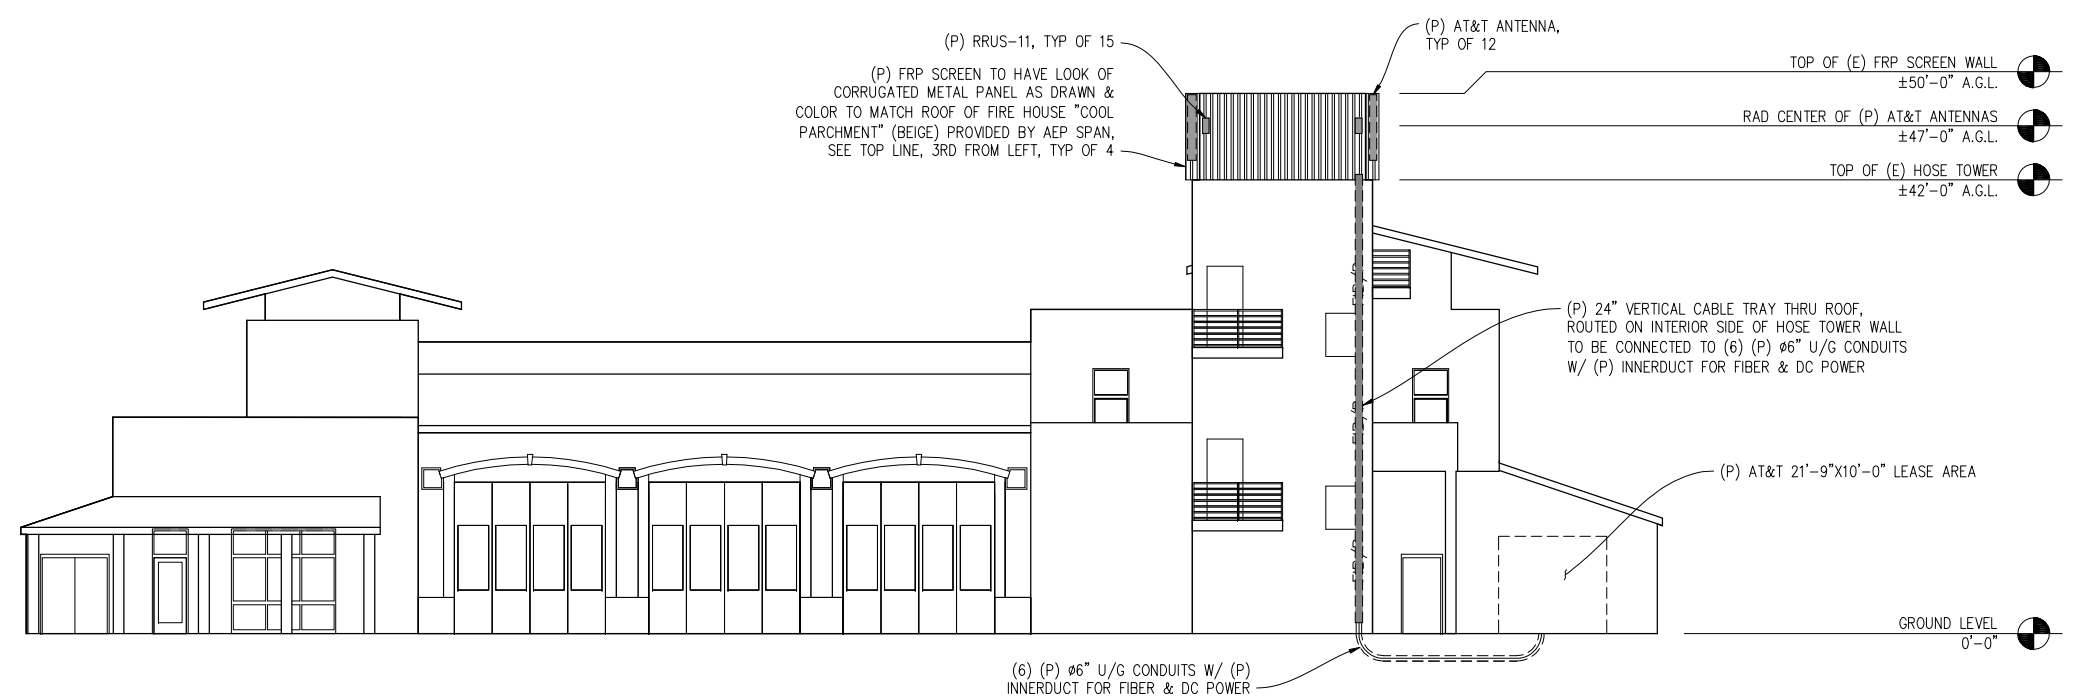 (P) RRUS-11, TYP OF 15
(P) FRP SCREEN TO HAVE LOOK OF
CORRUGATED METAL PANEL AS DRAWN &
COLOR TO MATCH ROOF OF FIRE HOUSE "COOL
PARCHMENT" (BEIGE) PROVIDED BY AEP SPAN,
SEE TOP LINE, 3RD FROM LEFT, TYP OF 4
(P) AT&T ANTENNA,
TYP OF 12
TOP OF (E) FRP SCREEN WALL
±50'-0" A.G.L.
RAD CENTER OF (P) AT&T ANTENNAS
±47'-0" A.G.L.
TOP OF (E) HOSE TOWER
±42'-0" A.G.L.
(P) 24" VERTICAL CABLE TRAY THRU ROOF,
ROUTED ON INTERIOR SIDE OF HOSE TOWER WALL
TO BE CONNECTED TO (6) (P) ø6" U/G CONDUITS
W/ (P) INNERDUCT FOR FIBER & DC POWER
(P) AT&T 21'-9"X10'-0" LEASE AREA
GROUND LEVEL
0'-0"
(6) (P) ø6" U/G CONDUITS W/ (P)
INNERDUCT FOR FIBER & DC POWER